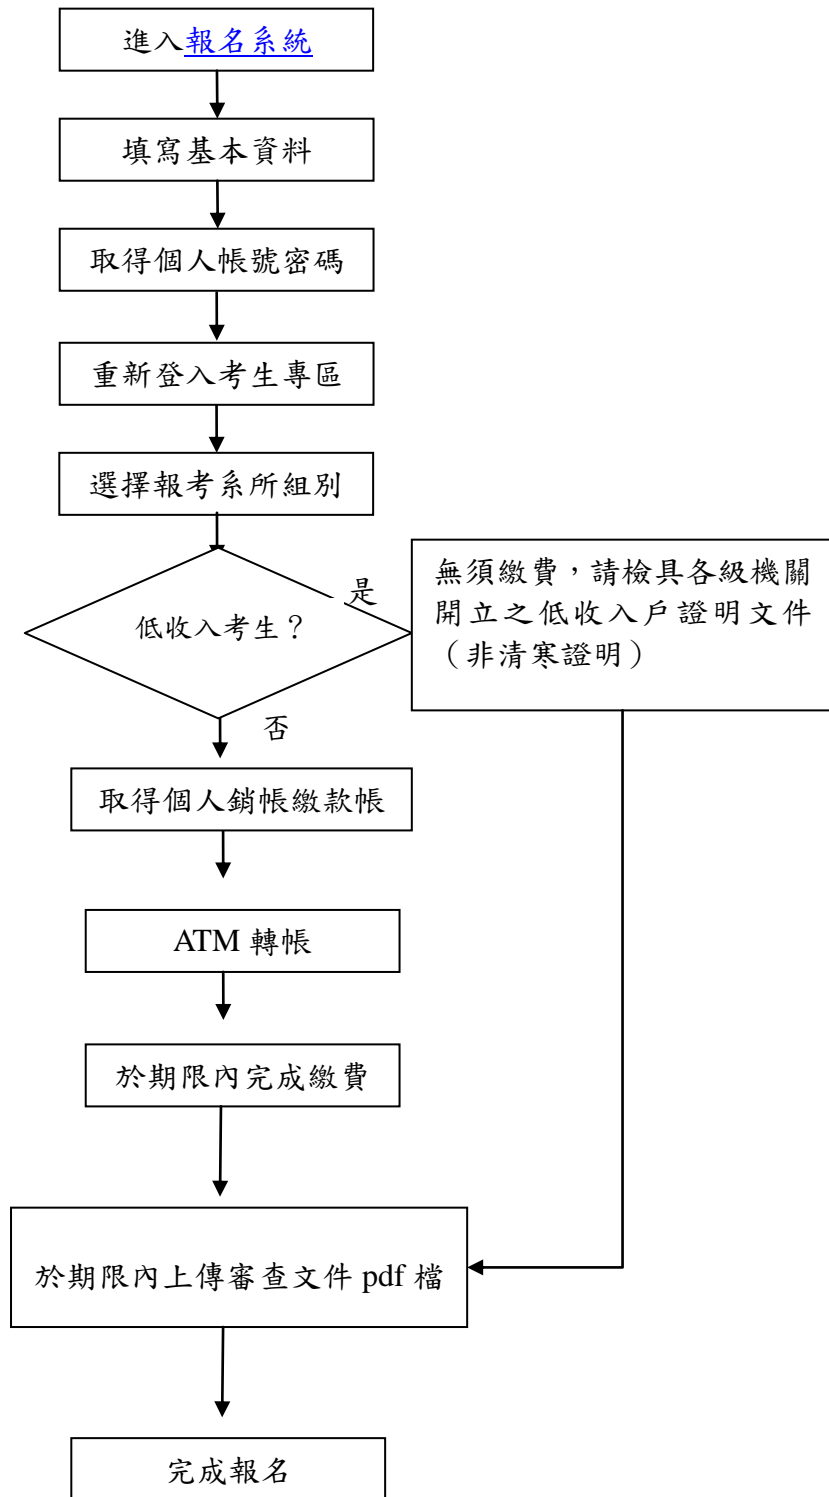 進入報名系統
填寫基本資料
取得個人帳號密碼
重新登入考生專區
選擇報考系所組別
低收入考生？
是
無須繳費，請檢具各級機關
開立之低收入戶證明文件
（非清寒證明）
否
取得個人銷帳繳款帳
ATM 轉帳
於期限內完成繳費
於期限內上傳審查文件 pdf 檔
完成報名